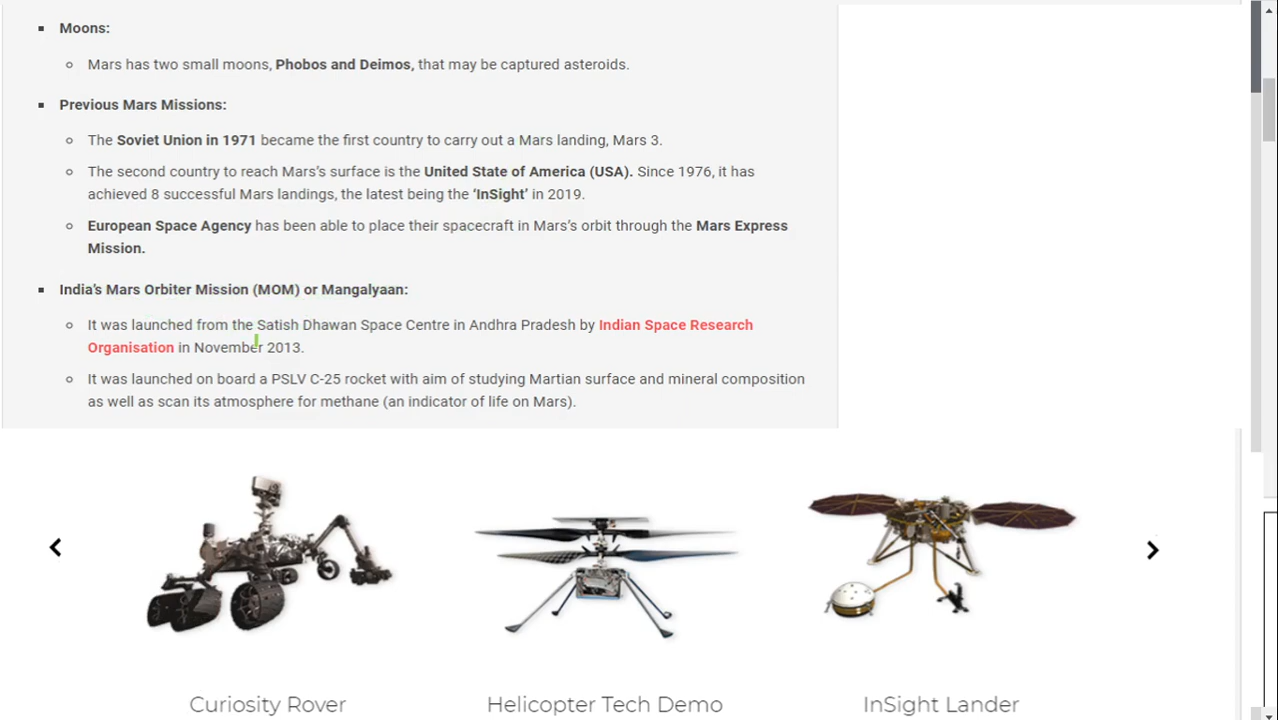 Moons:
Mars has two small moons, Phobos and Deimos, that may be captured asteroids.
Previous Mars Missions:
The Soviet Union in 1971 became the first country to carry out a Mars landing, Mars 3.
The second country to reach Mars's surface is the United State of America (USA). Since 1976, it has
achieved 8 successful Mars landings, the latest being the 'InSight' in 2019.
European Space Agency has been able to place their spacecraft in Mars's orbit through the Mars Express
Mission.
India's Mars Orbiter Mission (MOM) or Mangalyaan:
It was launched from the Satish Dhawan Space Centre in Andhra Pradesh by Indian Space Research
Organisation in November 2013.
It was launched on board a PSLV C-25 rocket with aim of studying Martian surface and mineral composition
as well as scan its atmosphere for methane (an indicator of life on Mars).
Curiosity Rover
Helicopter Tech Demo
InSight Lander